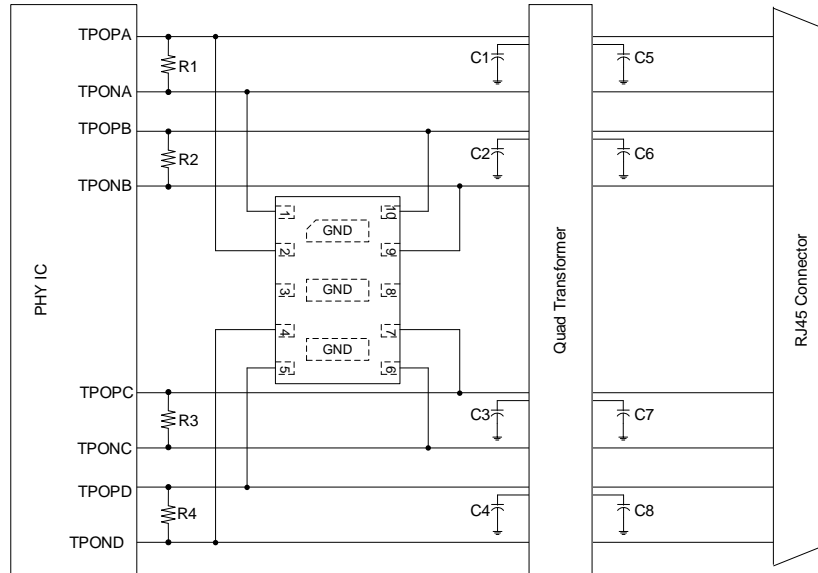 TPOPA
R1
C1
C5
TPONA
TPOPB
R2
C2
C6
TPONB
1
10
GND
2
9
PHY IC
3
GND
8
Quad Transformer
RJ45 Connector
4
7
GND
5
6
TPOPC
R3
C3
C7
TPONC
TPOPD
R4
C4
C8
TPOND